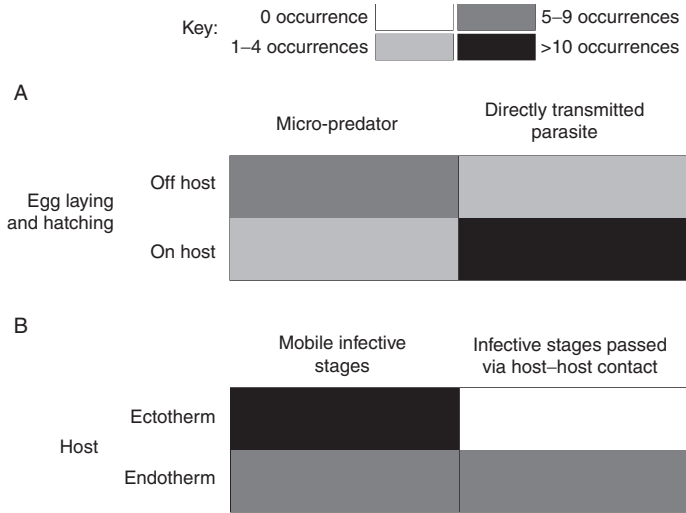 Key:
0 occurrence
5–9 occurrences
1–4 occurrences
>10 occurrences
A
Micro-predator
Directly transmitted
parasite
Egg laying
and hatching
Off host
On host
B
Mobile infective
stages
Infective stages passed
via host–host contact
Host
Ectotherm
Endotherm